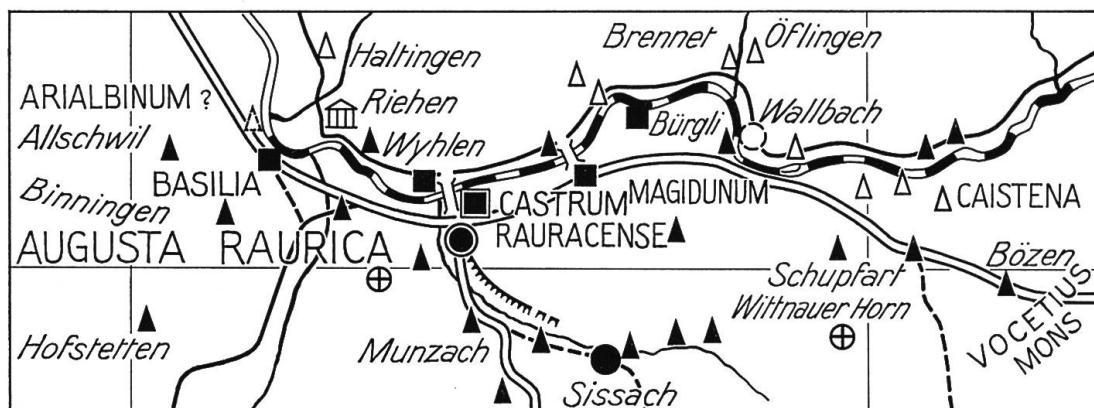 Haltingen
Brennet
Öflingen
ARIALBINUM ?
Riehen
Allschwil
Wyhlen
Bürgli
Wallbach
BASILIA
Binningen
CASTRUM
RAURACENSE
MAGIDUNUM
CAISTENA
AUGUSTA RAURICA
Schupfart
Bözen
Wittnauer Horn
VOCETIUS
MONS
Hofstetten
Munzach
Sissach